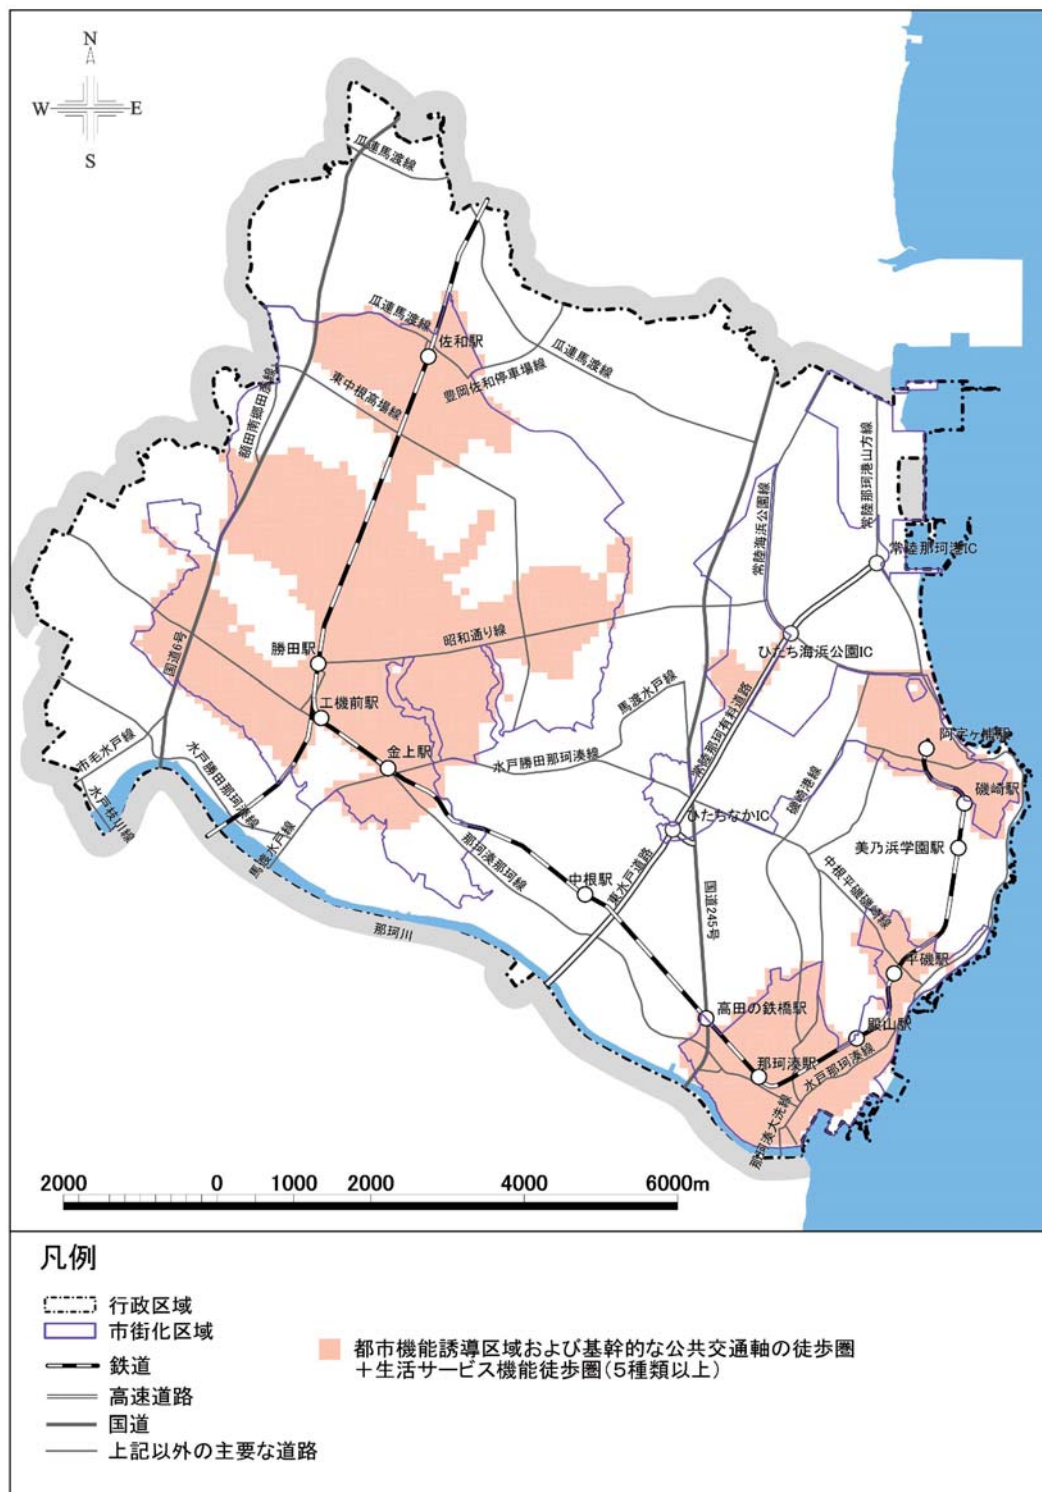 N
W E
S
瓜連馬渡線
瓜連馬渡線
佐和駅
瓜連馬渡線
豊岡佐和停車場線
東中根高場線
額田南郷田彦線
常陸那珂港山方線
常陸海浜公園線
常陸那珂港IC
昭和通り線
ひたち海浜公園IC
勝田駅
国道6号
工機前駅
馬渡水戸線
常陸那珂有料道路
阿字ヶ浦駅
金上駅
水戸勝田那珂湊線
市毛水戸線
水戸勝田那珂湊線
磯崎港線
磯崎駅
水戸枝川線
馬渡水戸線
ひたちなかIC
美乃浜学園駅
那珂湊那珂線
中根駅
東水戸道路
国道245号
中根平磯磯崎線
那珂川
平磯駅
高田の鉄橋駅
殿山駅
那珂湊駅
水戸那珂湊線
那珂湊大洗線
2000 0 1000 2000 4000 6000m
凡例
行政区域
市街化区域
鉄道
高速道路
国道
上記以外の主要な道路
都市機能誘導区域および基幹的な公共交通軸の徒歩圏
＋生活サービス機能徒歩圏（５種類以上）